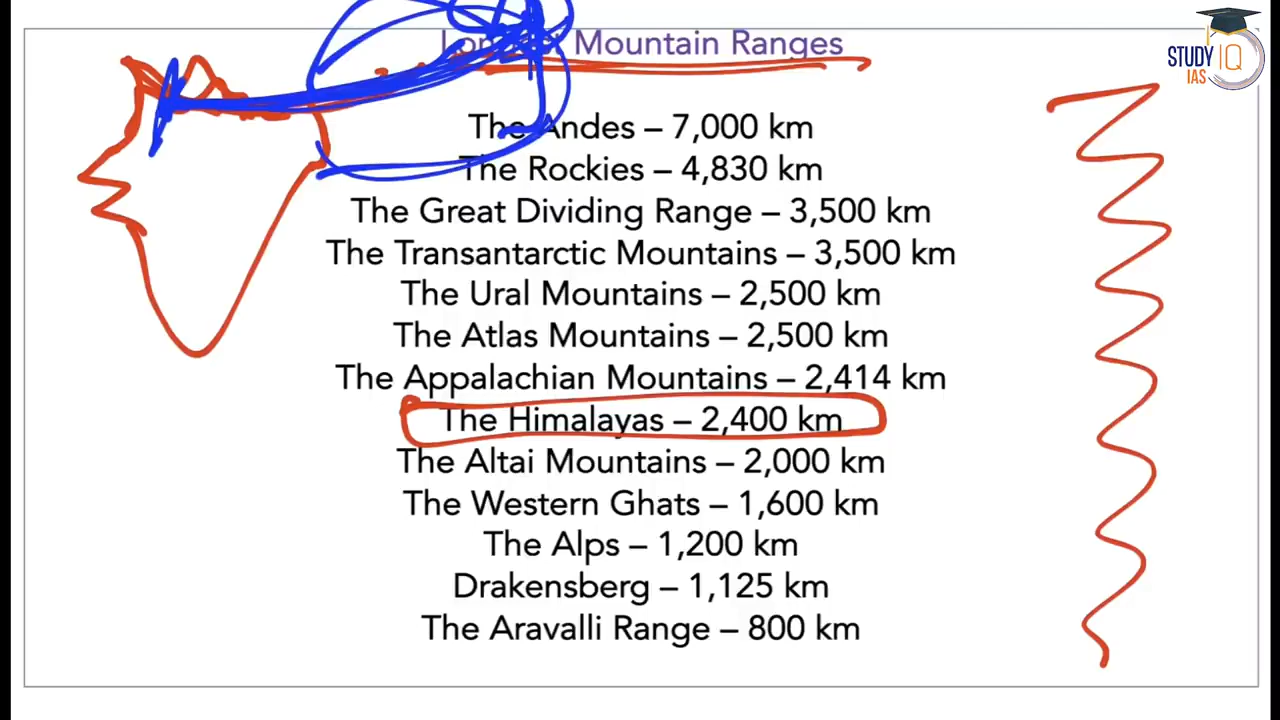 Mountain Ranges
STUDY IQ
IAS
The Andes – 7,000 km
The Rockies – 4,830 km
The Great Dividing Range – 3,500 km
The Transantarctic Mountains – 3,500 km
The Ural Mountains – 2,500 km
The Atlas Mountains – 2,500 km
The Appalachian Mountains – 2,414 km
The Himalayas – 2,400 km
The Altai Mountains – 2,000 km
The Western Ghats – 1,600 km
The Alps – 1,200 km
Drakensberg – 1,125 km
The Aravalli Range – 800 km